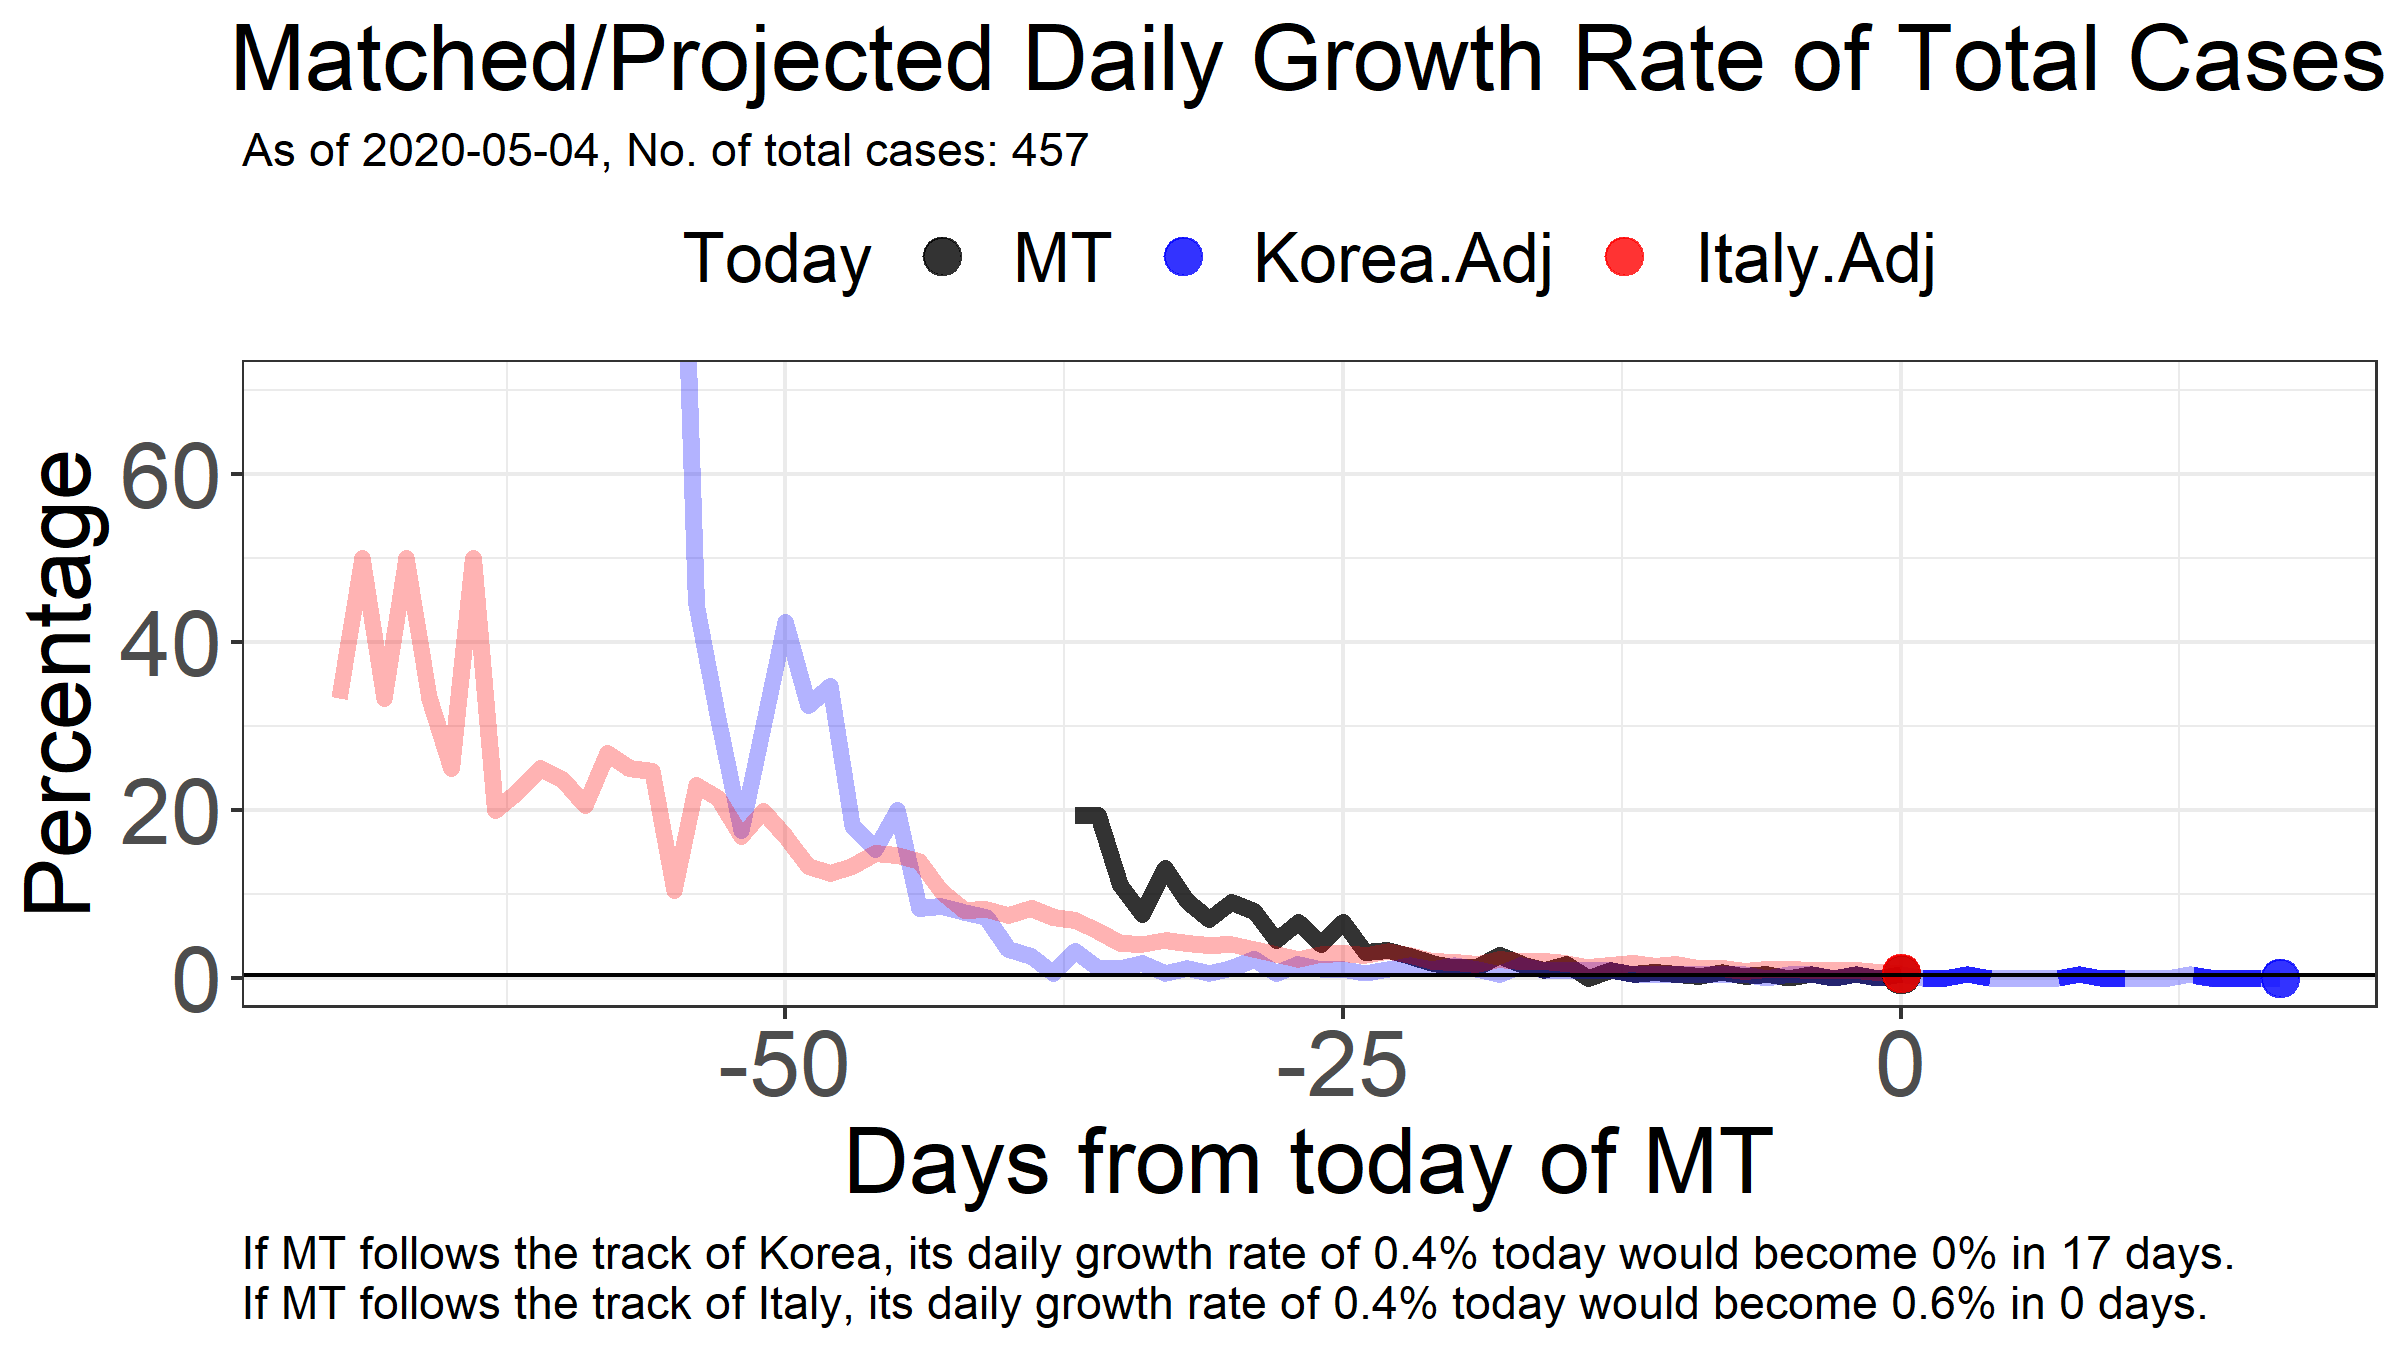 Matched/Projected Daily Growth Rate of Total Cases
As of 2020-05-04, No. of total cases: 457
Today MT Korea.Adj Italy.Adj
Percentage
60
40
20
0
-50 -25 0
Days from today of MT
If MT follows the track of Korea, its daily growth rate of 0.4% today would become 0% in 17 days.
If MT follows the track of Italy, its daily growth rate of 0.4% today would become 0.6% in 0 days.